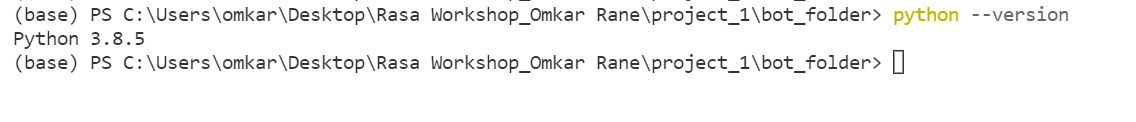 (base) PS C:\Users\omkar\Desktop\Rasa Workshop_Omkar Rane\project_1\bot_folder> python --version
Python 3.8.5
(base) PS C:\Users\omkar\Desktop\Rasa Workshop_Omkar Rane\project_1\bot_folder>